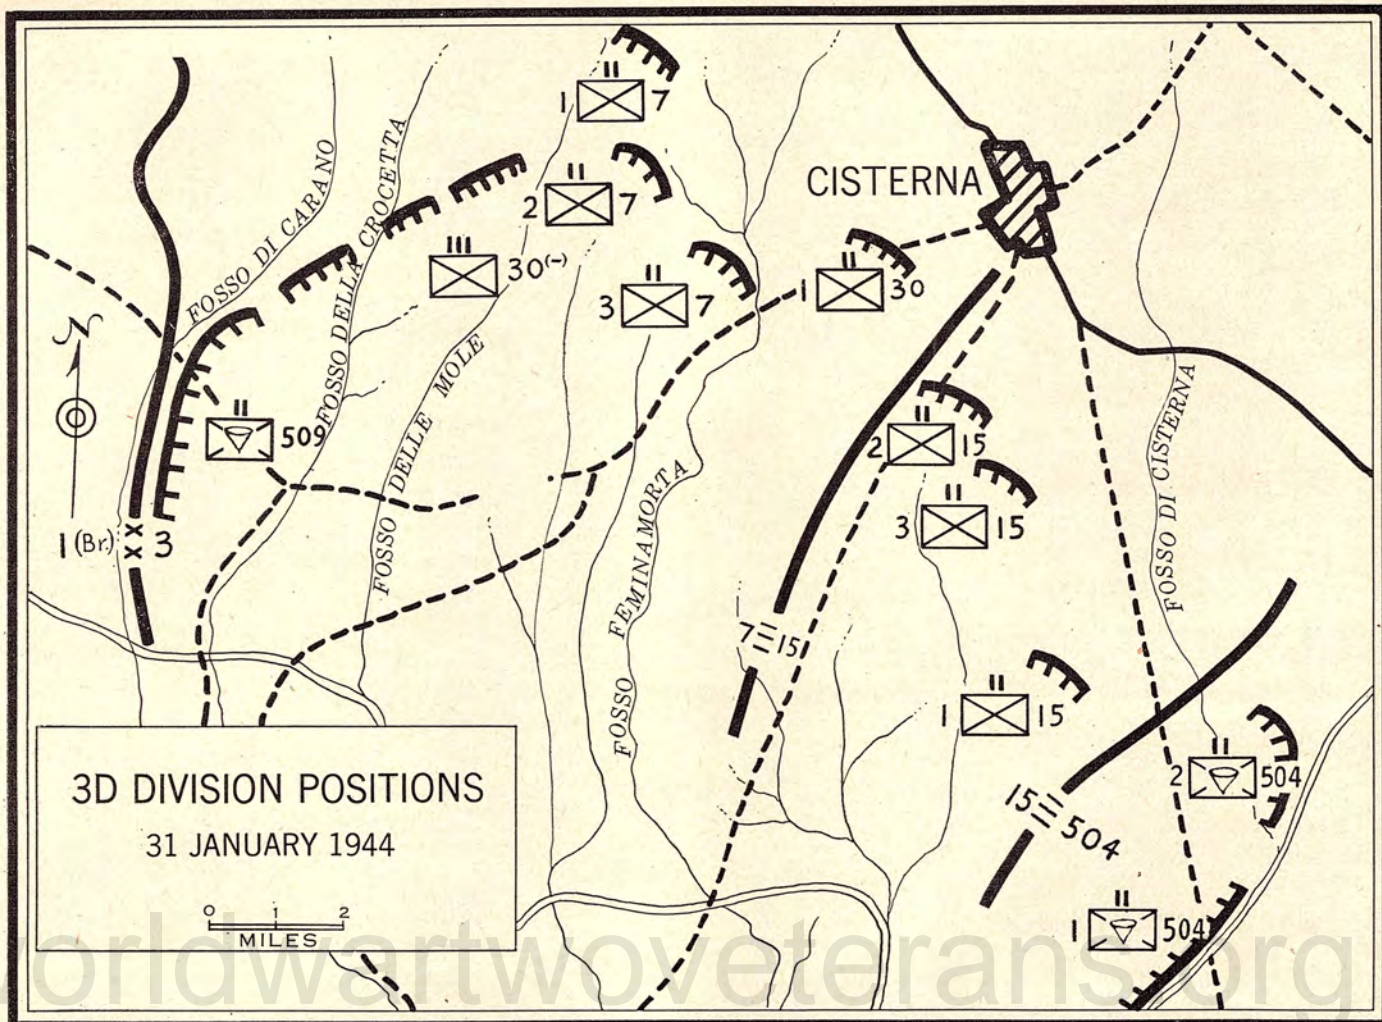 1 7
2 7
CISTERNA
FOSSO DI CARANO
FOSSO DELLA CROCETTA
30(-)
3 7
1 30
N
509
FOSSO DELLE MOLE
2 15
3 15
FOSSO DI CISTERNA
1 (Br.) XX 3
FOSSO FEMINAMORTA
7 15
1 15
2 504
15 504
1 504
3D DIVISION POSITIONS
31 JANUARY 1944
0 1 2
MILES
orldwartwoveterans.org